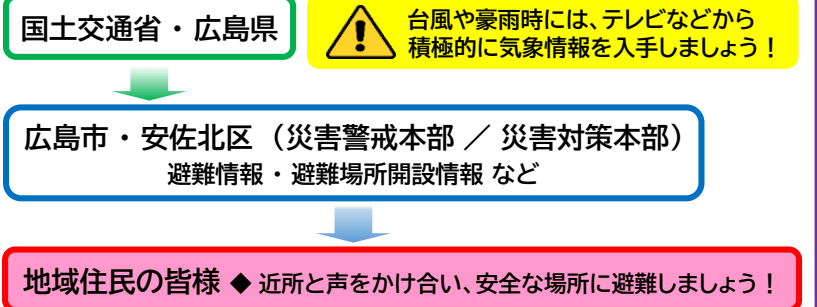 国土交通省・広島県
台風や豪雨時には、テレビなどから
積極的に気象情報を入手しましょう！
広島市・安佐北区（災害警戒本部 ／ 災害対策本部）
避難情報・避難場所開設情報 など
地域住民の皆様 ◆ 近所と声をかけ合い、安全な場所に避難しましょう！